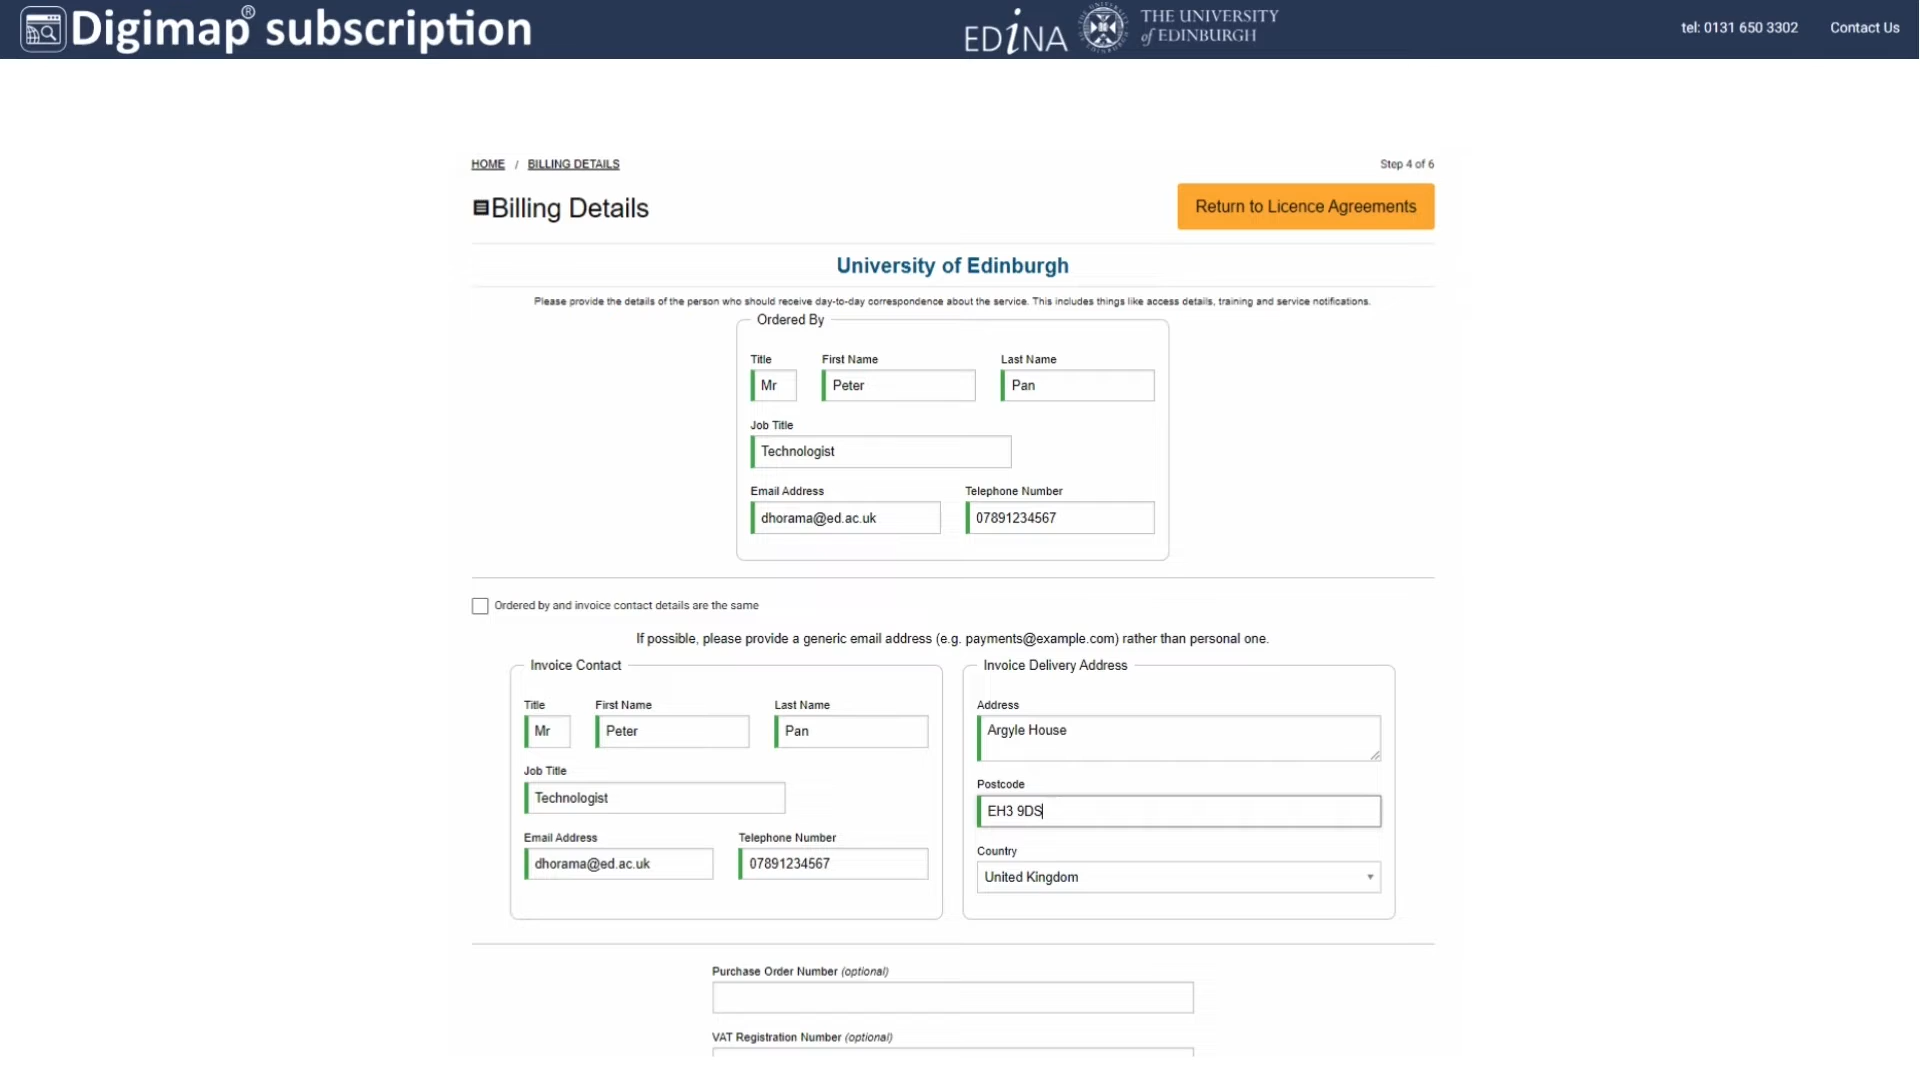 Digimap® subscription
EDiNA
THE UNIVERSITY
of EDINBURGH
tel: 0131 650 3302
Contact Us
HOME / BILLING DETAILS
Step 4 of 6
Billing Details
Return to Licence Agreements
University of Edinburgh
Please provide the details of the person who should receive day-to-day correspondence about the service. This includes things like access details, training and service notifications.
Ordered By
Title First Name Last Name
Mr Peter Pan
Job Title
Technologist
Email Address Telephone Number
dhorama@ed.ac.uk 07891234567
Ordered by and invoice contact details are the same
If possible, please provide a generic email address (e.g. payments@example.com) rather than personal one.
Invoice Contact
Title First Name Last Name
Mr Peter Pan
Job Title
Technologist
Email Address Telephone Number
dhorama@ed.ac.uk 07891234567
Invoice Delivery Address
Address
Argyle House
Postcode
EH3 9DS
Country
United Kingdom
Purchase Order Number (optional)
VAT Registration Number (optional)